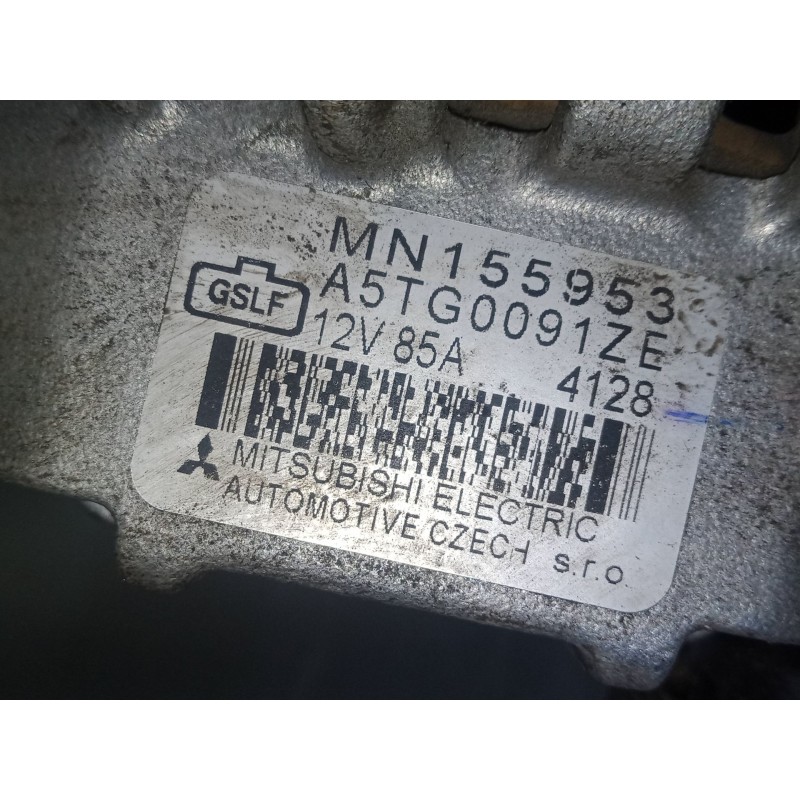 MN155953
GSLF
A5TG0091ZE
12V 85A
4128
MITSUBISHI ELECTRIC
AUTOMOTIVE CZECH s.r.o.